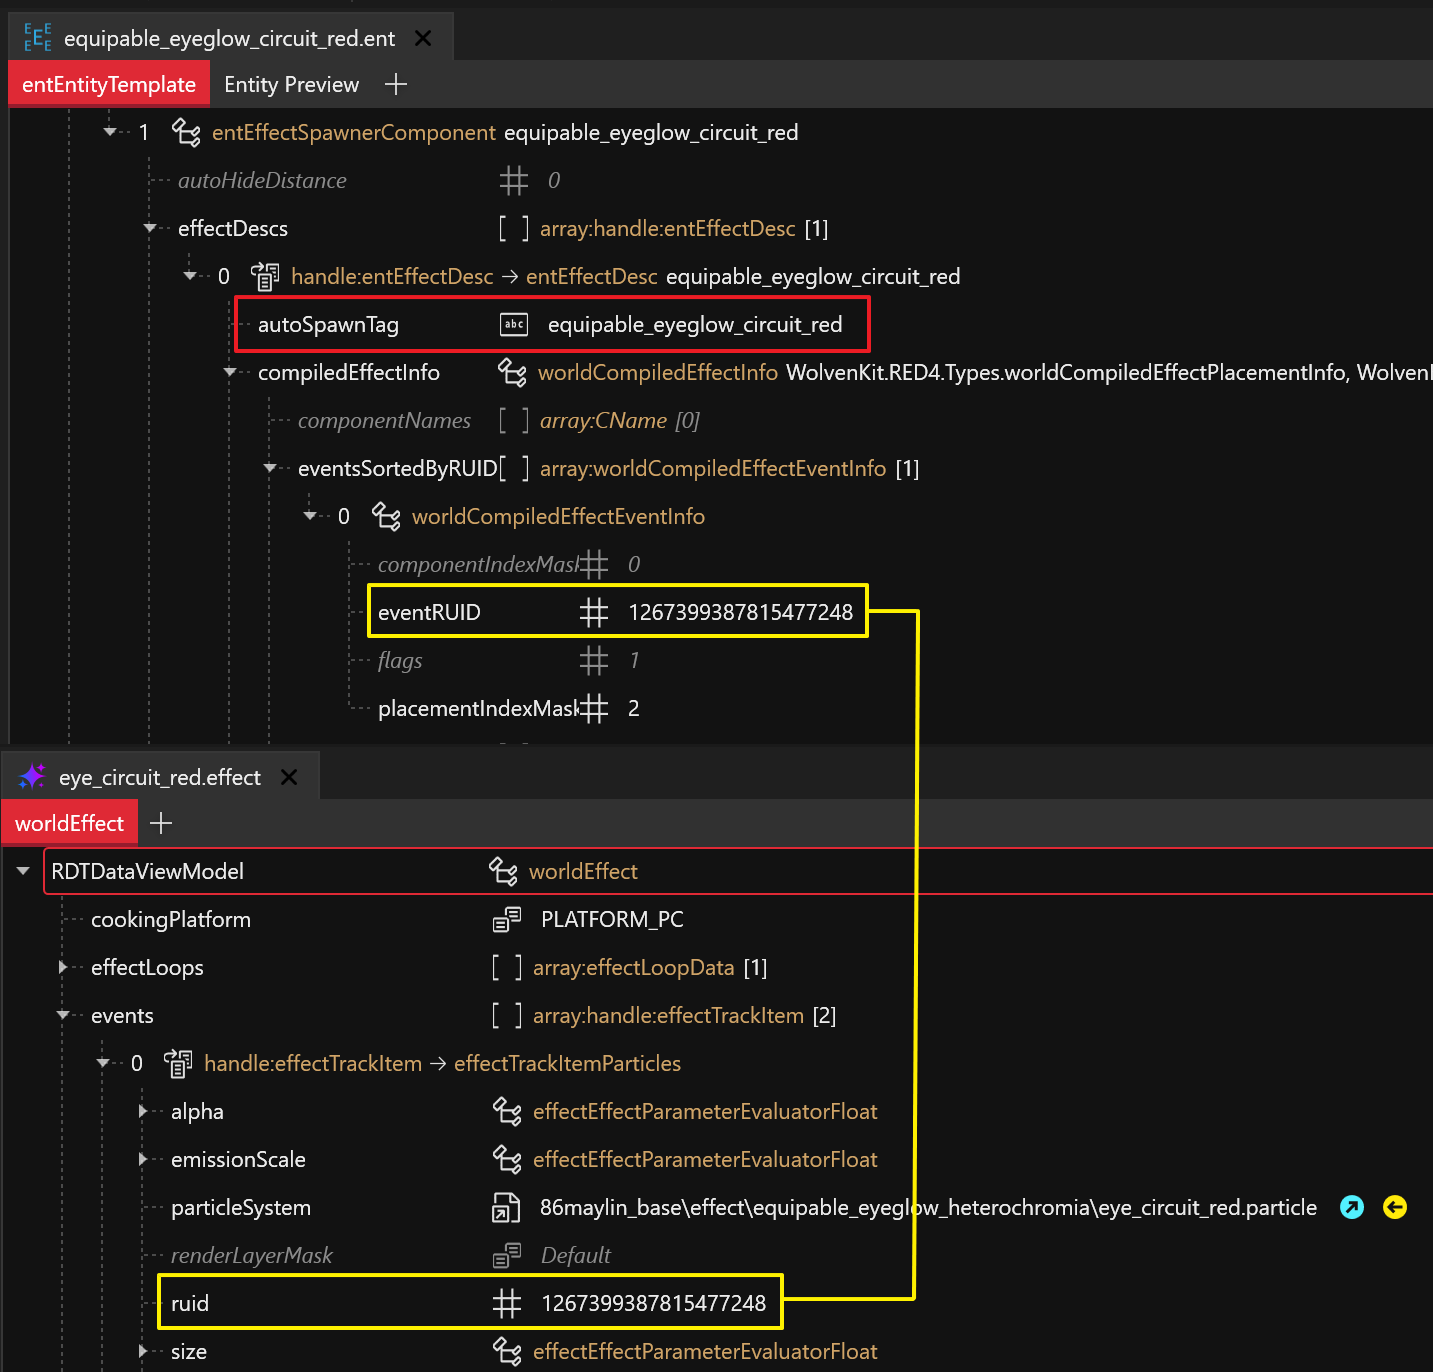 equipable_eyeglow_circuit_red.ent
entEntityTemplate Entity Preview
1 entEffectSpawnerComponent equipable_eyeglow_circuit_red
autoHideDistance 0
effectDescs [ ] array:handle:entEffectDesc [1]
0 handle:entEffectDesc → entEffectDesc equipable_eyeglow_circuit_red
autoSpawnTag abc equipable_eyeglow_circuit_red
compiledEffectInfo worldCompiledEffectInfo WolvenKit.RED4.Types.worldCompiledEffectPlacementInfo, Wolven
componentNames [ ] array:CName [0]
eventsSortedByRUID [ ] array:worldCompiledEffectEventInfo [1]
0 worldCompiledEffectEventInfo
componentIndexMask 0
eventRUID 1267399387815477248
flags 1
placementIndexMask 2
eye_circuit_red.effect
worldEffect
RDTDataViewModel worldEffect
cookingPlatform PLATFORM_PC
effectLoops [ ] array:effectLoopData [1]
events [ ] array:handle:effectTrackItem [2]
0 handle:effectTrackItem → effectTrackItemParticles
alpha effectEffectParameterEvaluatorFloat
emissionScale effectEffectParameterEvaluatorFloat
particleSystem 86maylin_base\effect\equipable_eyeglow_heterochromia\eye_circuit_red.particle
renderLayerMask Default
ruid 1267399387815477248
size effectEffectParameterEvaluatorFloat